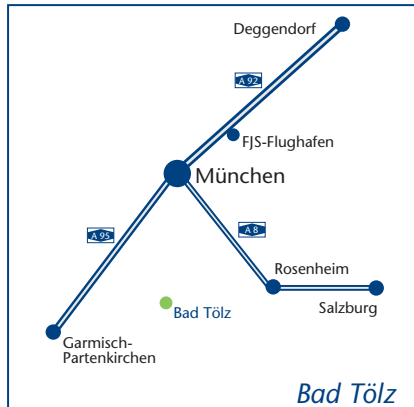 Deggendorf
A 92
FJS-Flughafen
München
A 95
A 8
Rosenheim
Salzburg
Bad Tölz
Garmisch-
Partenkirchen
Bad Tölz